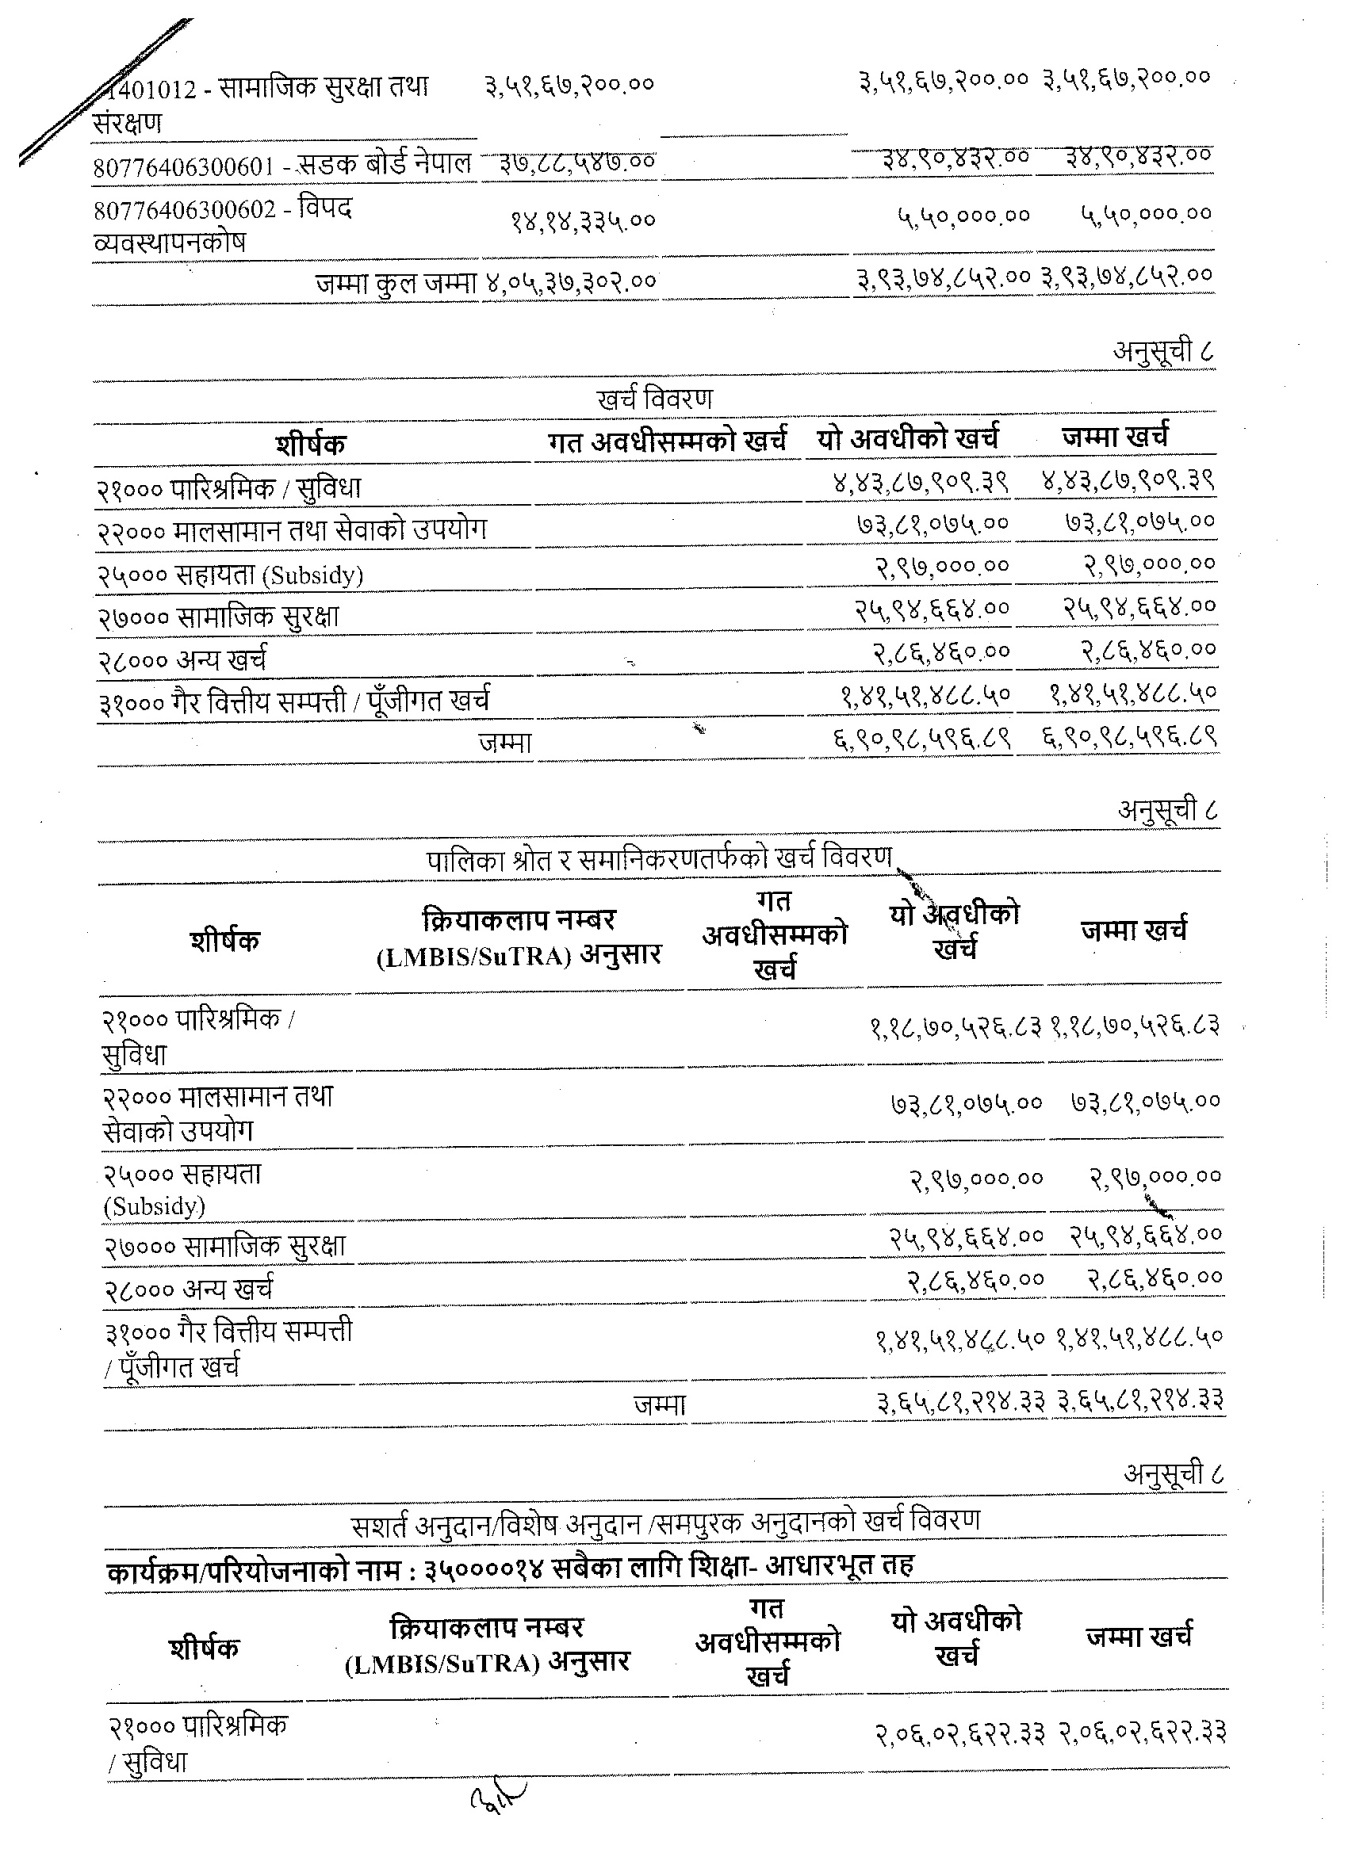 1401012 - सामाजिक सुरक्षा तथा ३,५१,६७,२००.०० ३,५१,६७,२००.०० ३,५१,६७,२००.००
संरक्षण
80776406300601 - सडक बोर्ड नेपाल ३७,८८,५४७.०० ३४,९०,४३२.०० ३४,९०,४३२.००
80776406300602 - विपद १४,१४,३३५.०० ५,५०,०००.०० ५,५०,०००.००
व्यवस्थापनकोष
जम्मा कुल जम्मा ४,०५,३७,३०२.०० ३,९३,७४,८५२.०० ३,९३,७४,८५२.००
अनुसूची ८
खर्च विवरण
शीर्षक गत अवधीसम्मको खर्च यो अवधीको खर्च जम्मा खर्च
२१००० पारिश्रमिक / सुविधा ४,४३,८७,९०९.३९ ४,४३,८७,९०९.३९
२२००० मालसामान तथा सेवाको उपयोग ७३,८१,०७५.०० ७३,८१,०७५.००
२५००० सहायता (Subsidy) २,९७,०००.०० २,९७,०००.००
२७००० सामाजिक सुरक्षा २५,९४,६६४.०० २५,९४,६६४.००
२८००० अन्य खर्च २,८६,४६०.०० २,८६,४६०.००
३१००० गैर वित्तीय सम्पत्ती / पूँजीगत खर्च १,४१,५१,४८८.५० १,४१,५१,४८८.५०
जम्मा ६,९०,९८,५९६.८९ ६,९०,९८,५९६.८९
अनुसूची ८
पालिका श्रोत र समानिकरणतर्फको खर्च विवरण
शीर्षक क्रियाकलाप नम्बर (LMBIS/SuTRA) अनुसार गत अवधीसम्मको खर्च यो अवधीको खर्च जम्मा खर्च
२१००० पारिश्रमिक / १,१८,७०,५२६.८३ १,१८,७०,५२६.८३
सुविधा
२२००० मालसामान तथा ७३,८१,०७५.०० ७३,८१,०७५.००
सेवाको उपयोग
२५००० सहायता २,९७,०००.०० २,९७,०००.००
(Subsidy)
२७००० सामाजिक सुरक्षा २५,९४,६६४.०० २५,९४,६६४.००
२८००० अन्य खर्च २,८६,४६०.०० २,८६,४६०.००
३१००० गैर वित्तीय सम्पत्ती १,४१,५१,४८८.५० १,४१,५१,४८८.५०
/ पूँजीगत खर्च
जम्मा ३,६५,८१,२१४.३३ ३,६५,८१,२१४.३३
अनुसूची ८
सशर्त अनुदान/विशेष अनुदान /समपुरक अनुदानको खर्च विवरण
कार्यक्रम/परियोजनाको नाम : ३५००००१४ सबैका लागि शिक्षा- आधारभूत तह
शीर्षक क्रियाकलाप नम्बर (LMBIS/SuTRA) अनुसार गत अवधीसम्मको खर्च यो अवधीको खर्च जम्मा खर्च
२१००० पारिश्रमिक २,०६,०२,६२२.३३ २,०६,०२,६२२.३३
/ सुविधा